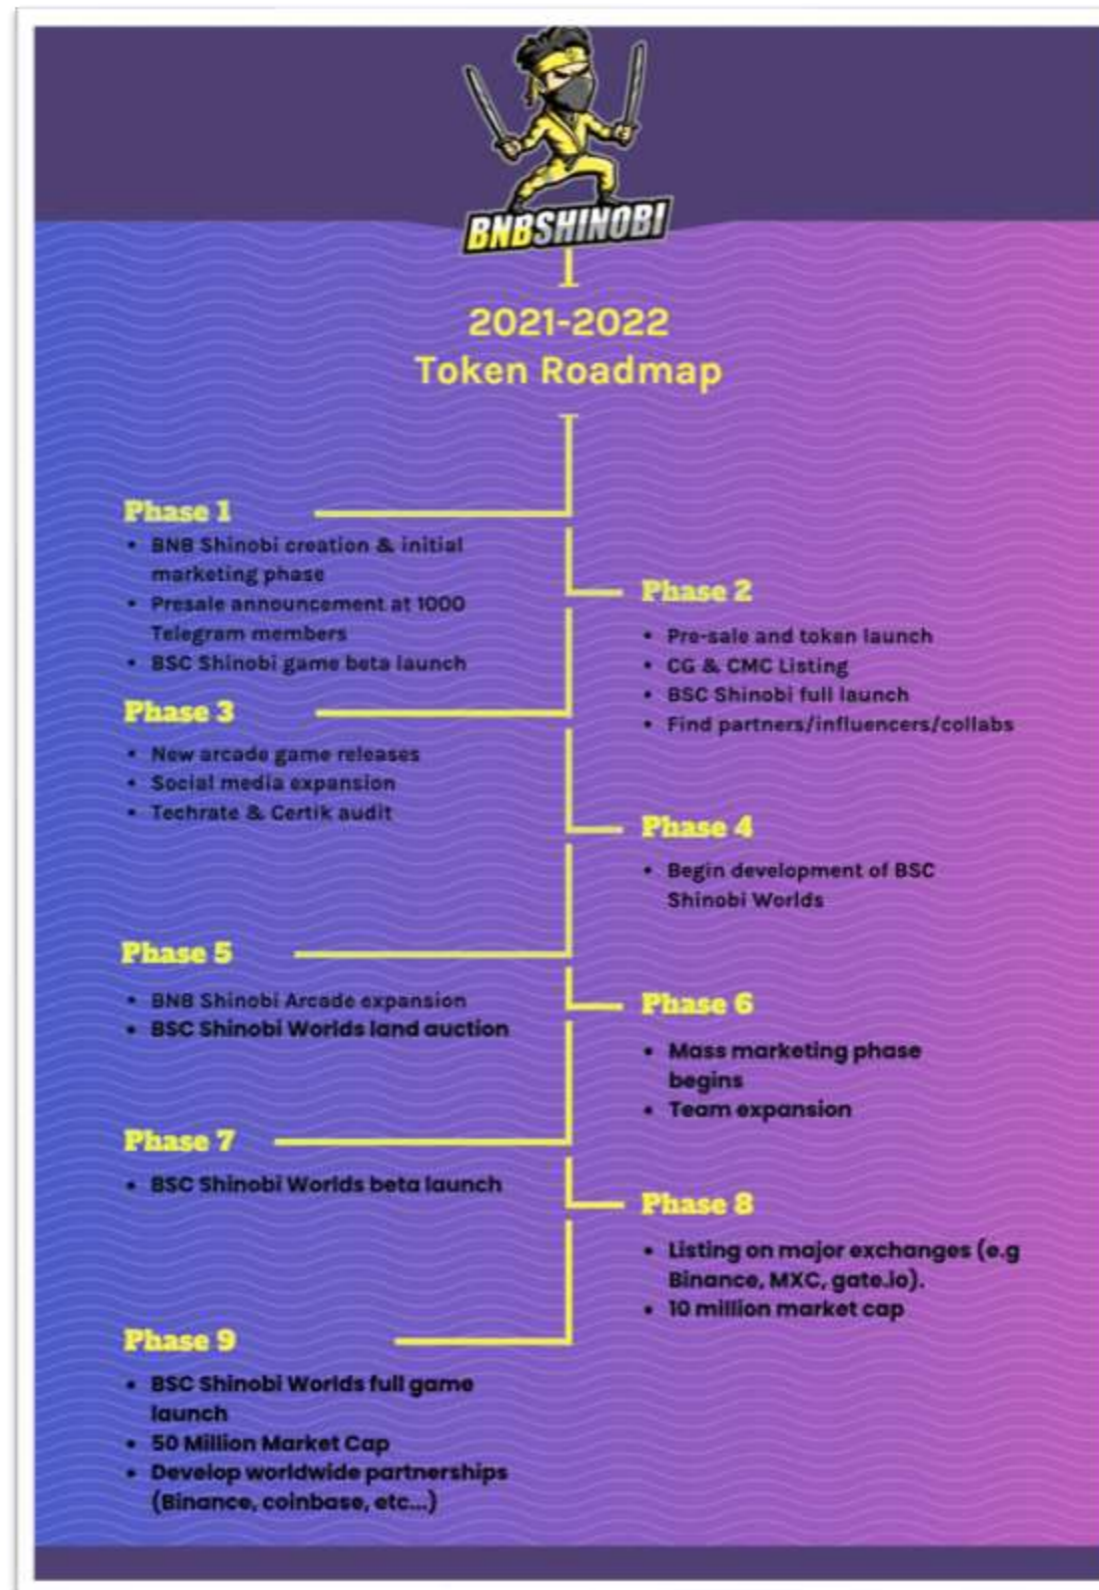 BNBSHINOBI
2021-2022
Token Roadmap
Phase 1
• BNB Shinobi creation & initial
marketing phase
• Presale announcement at 1000
Telegram members
• BSC Shinobi game beta launch
Phase 2
• Pre-sale and token launch
• CG & CMC Listing
• BSC Shinobi full launch
• Find partners/influencers/collabs
Phase 3
• New arcade game releases
• Social media expansion
• Techrate & Certik audit
Phase 4
• Begin development of BSC
Shinobi Worlds
Phase 5
• BNB Shinobi Arcade expansion
• BSC Shinobi Worlds land auction
Phase 6
• Mass marketing phase
begins
• Team expansion
Phase 7
• BSC Shinobi Worlds beta launch
Phase 8
• Listing on major exchanges (e.g
Binance, MXC, gate.io).
• 10 million market cap
Phase 9
• BSC Shinobi Worlds full game
launch
• 50 Million Market Cap
• Develop worldwide partnerships
(Binance, coinbase, etc...)